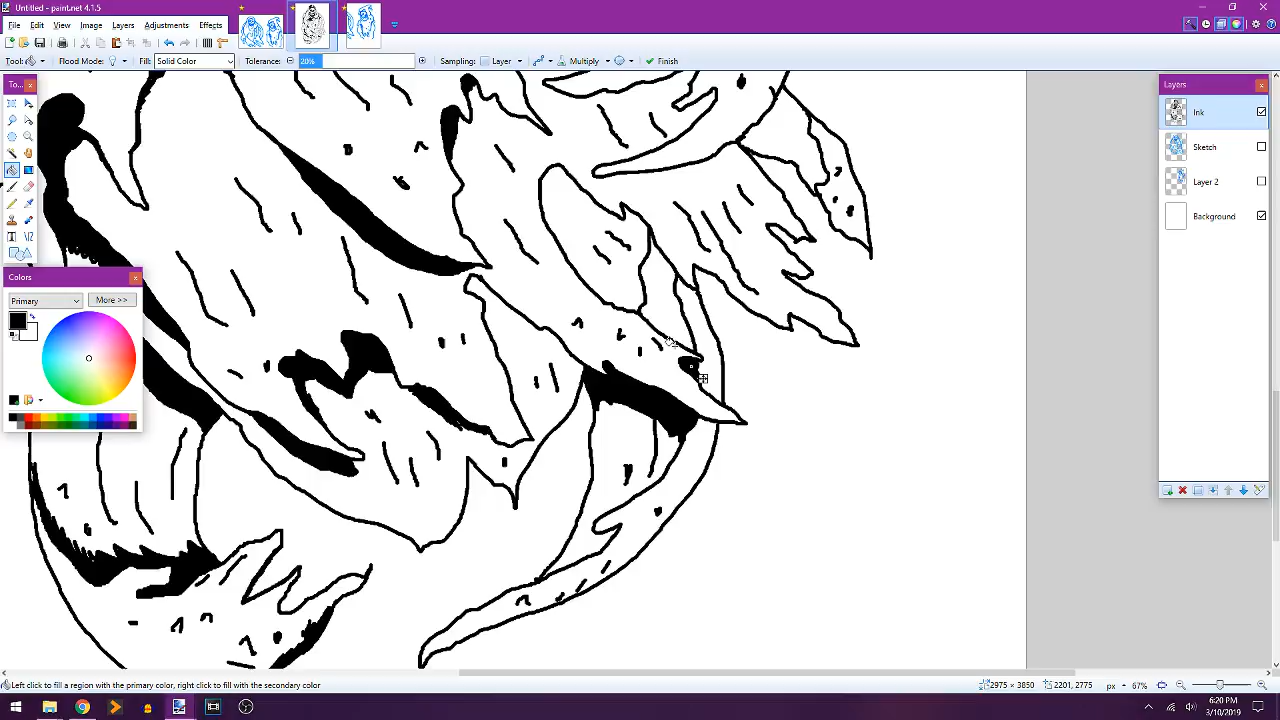 Untitled - paint.net 4.1.5
File Edit View Image Layers Adjustments Effects
Tool: Flood Mode: Fill: Solid Color Tolerance: 20% Sampling: Layer Multiply Finish
To...
Layers
Ink
Sketch
Layer 2
Background
Colors
Primary
More >>
Left click to fill a region with the primary color, right click to fill with the secondary color
2975 × 3850
2201, 2775
px
67%
6:20 PM
3/10/2019